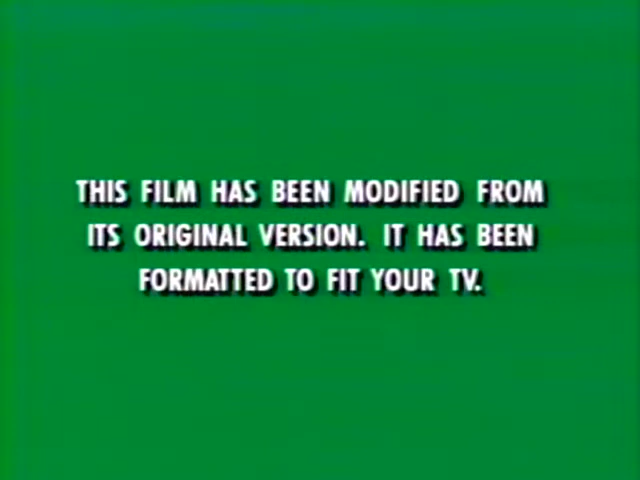 THIS FILM HAS BEEN MODIFIED FROM
ITS ORIGINAL VERSION. IT HAS BEEN
FORMATTED TO FIT YOUR TV.